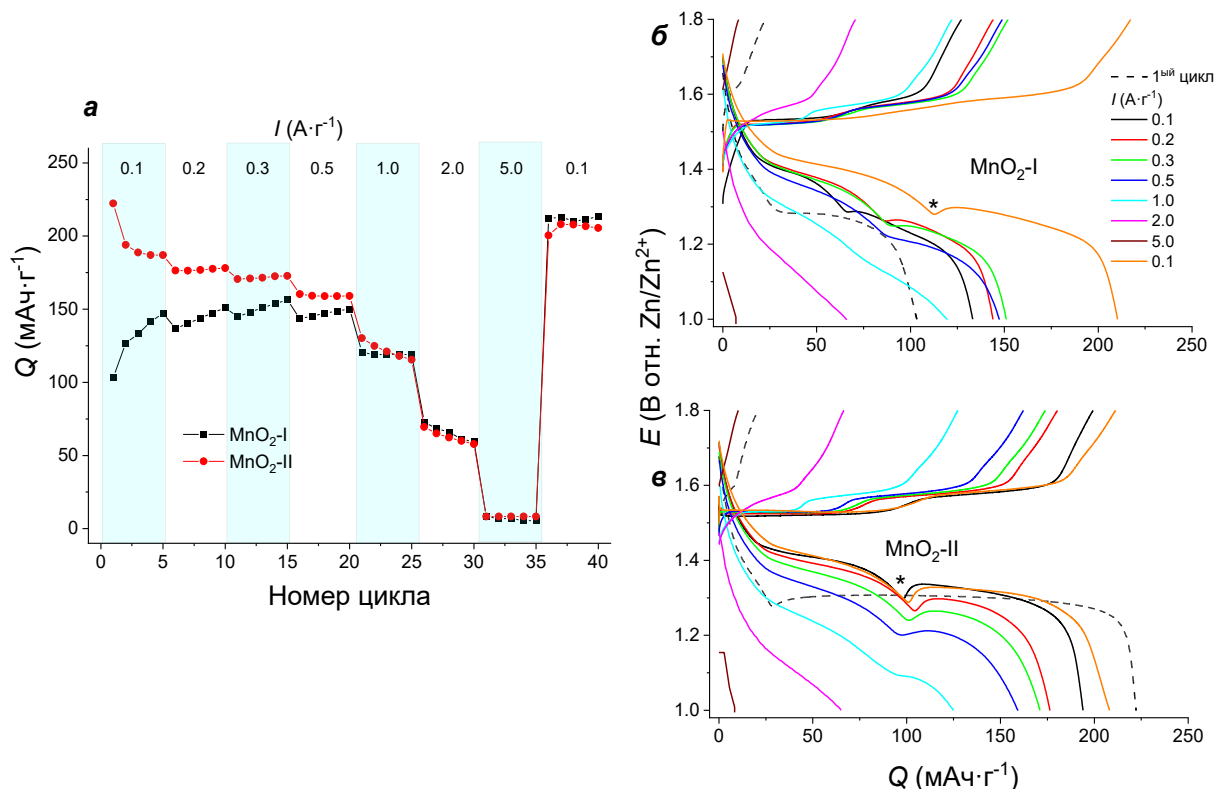 а
I (А·г⁻¹)
0.1 0.2 0.3 0.5 1.0 2.0 5.0 0.1
250
200
150
100
50
0
Q (мАч·г⁻¹)
MnO₂-I
MnO₂-II
0 5 10 15 20 25 30 35 40
Номер цикла
б
1.8
1.6
1.4
1.2
1.0
MnO₂-I
*
1ый цикл
I (А·г⁻¹)
0.1
0.2
0.3
0.5
1.0
2.0
5.0
0.1
0 50 100 150 200 250
E (В отн. Zn/Zn²⁺)
в
1.8
1.6
1.4
1.2
1.0
MnO₂-II
*
0 50 100 150 200 250
Q (мАч·г⁻¹)